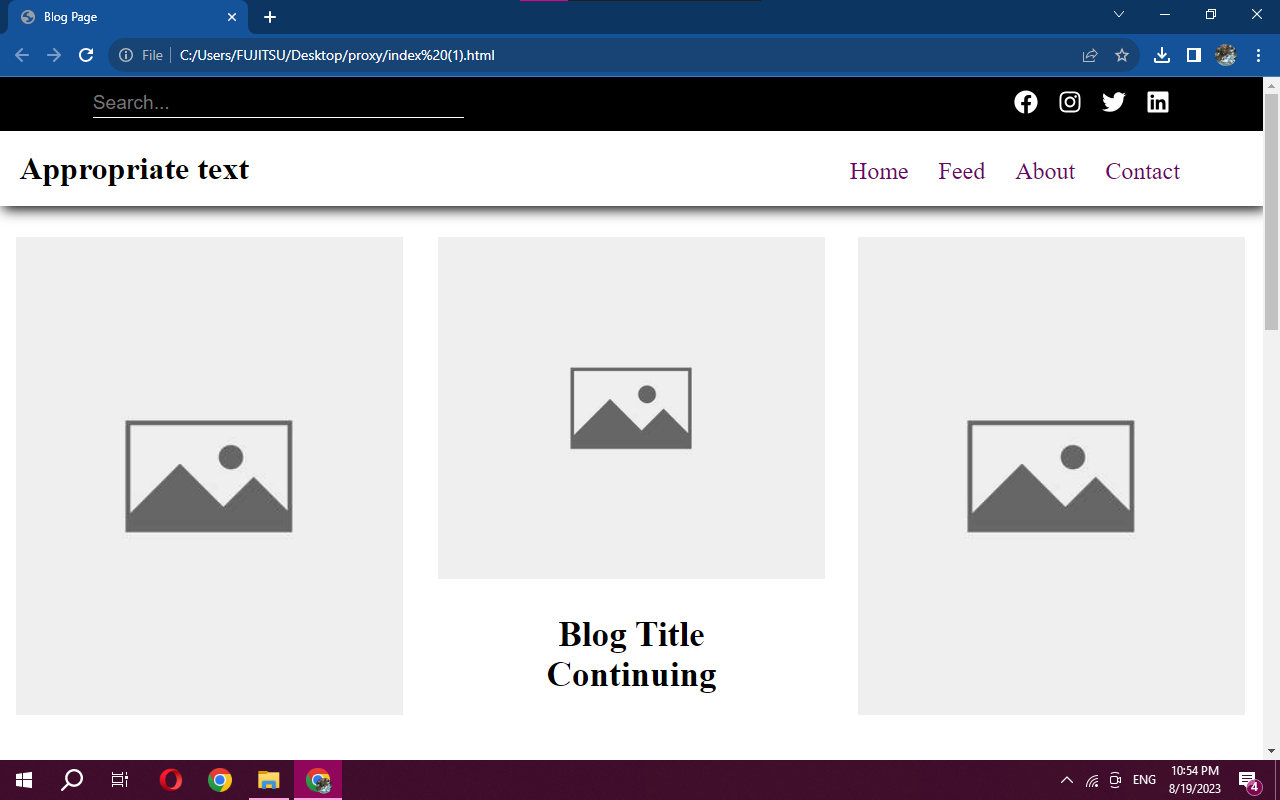 Blog Page
File C:/Users/FUJITSU/Desktop/proxy/index%20(1).html
Search...
Appropriate text
Home Feed About Contact
Blog Title
Continuing
ENG
10:54 PM
8/19/2023
4